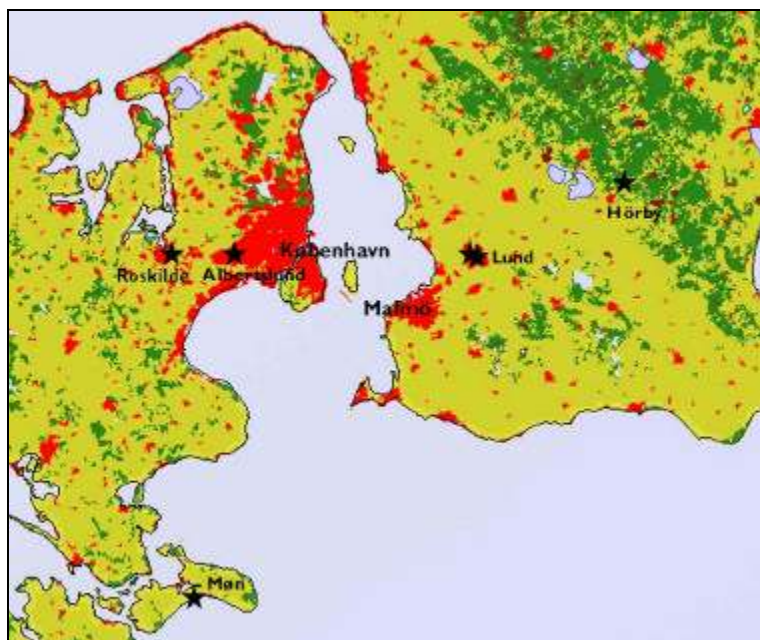 Hörby
København
Roskilde
Albertslund
Lund
Malmö
Møn